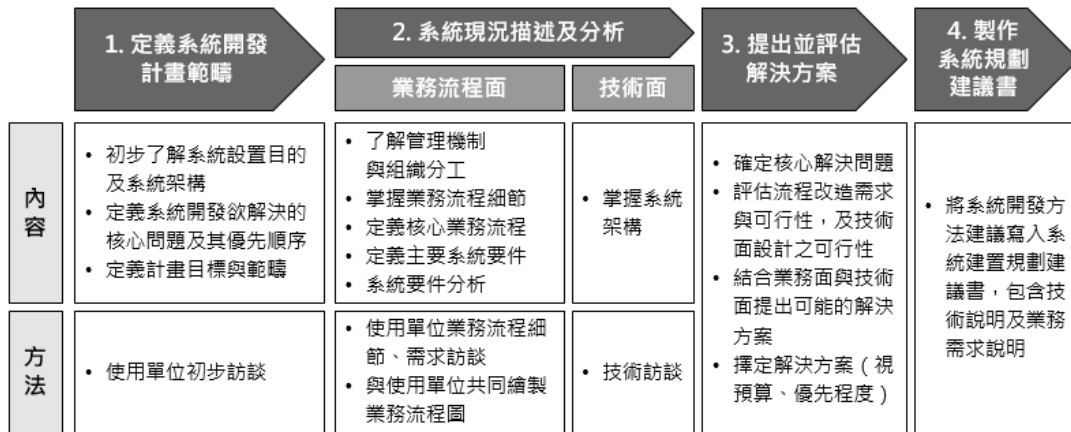 1. 定義系統開發
計畫範疇
2. 系統現況描述及分析
業務流程面
技術面
3. 提出並評估
解決方案
4. 製作
系統規劃
建議書
內容
• 初步了解系統設置目的
及系統架構
• 定義系統開發欲解決的
核心問題及其優先順序
• 定義計畫目標與範疇
• 了解管理機制
與組織分工
• 掌握業務流程細節
• 定義核心業務流程
• 定義主要系統要件
• 系統要件分析
• 掌握系統
架構
• 確定核心解決問題
• 評估流程改造需求
與可行性，及技術
面設計之可行性
• 結合業務面與技術
面提出可能的解決
方案
• 擇定解決方案（視
預算、優先程度）
• 將系統開發方
法建議寫入系
統建置規劃建
議書，包含技
術說明及業務
需求說明
方法
• 使用單位初步訪談
• 使用單位業務流程細
節、需求訪談
• 與使用單位共同繪製
業務流程圖
• 技術訪談